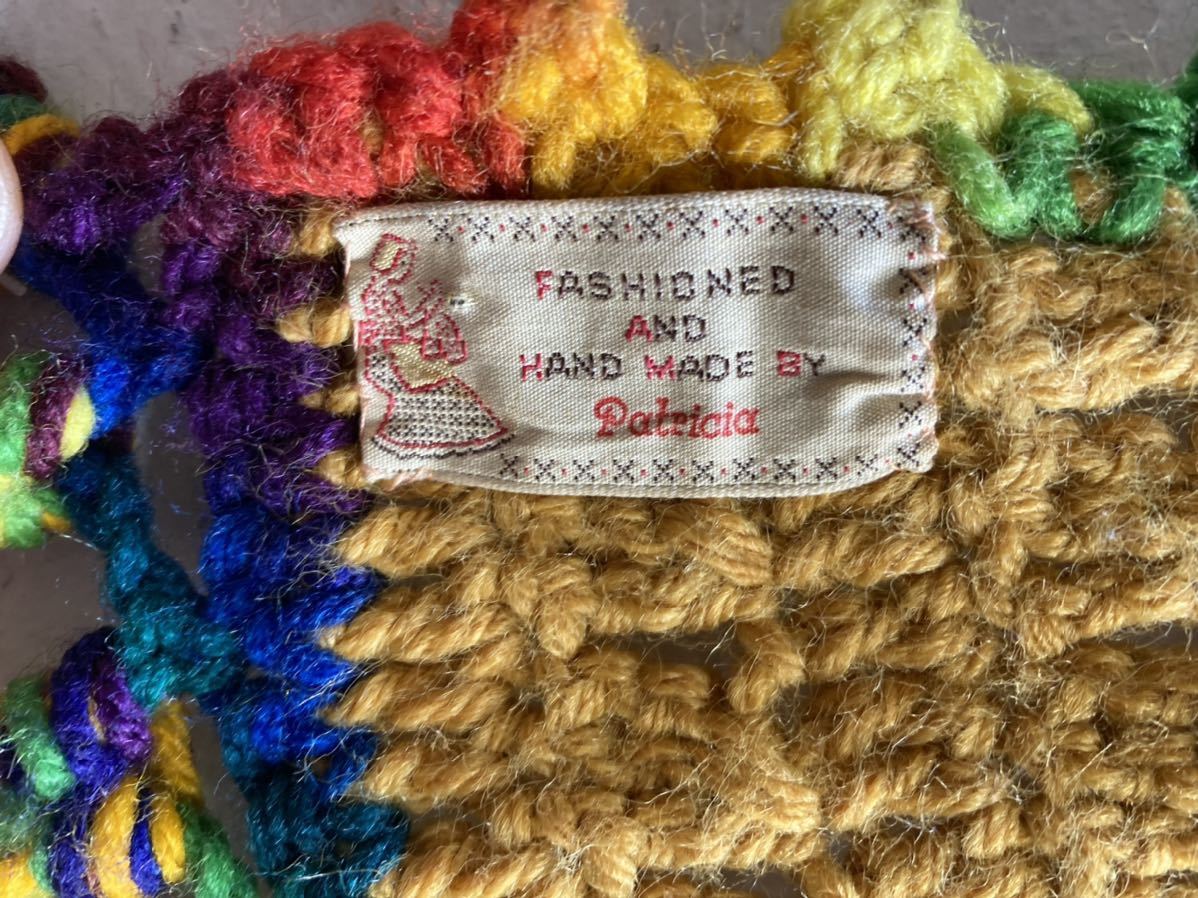 FASHIONED
AND
HAND MADE BY
Patricia